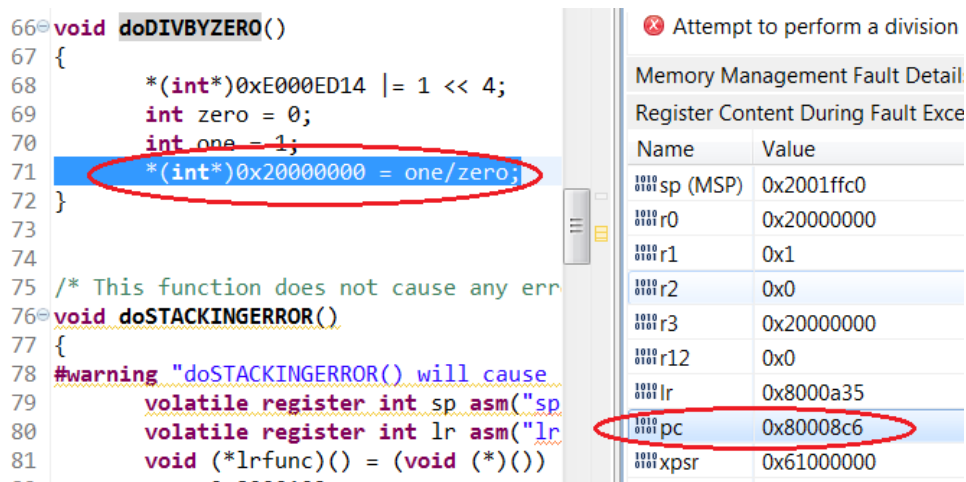 66 void doDIVBYZERO()
67 {
68 *(int*)0xE000ED14 |= 1 << 4;
69 int zero = 0;
70 int one = 1;
71 *(int*)0x20000000 = one/zero;
72 }
73
74
75 /* This function does not cause any err
76 void doSTACKINGERROR()
77 {
78 #warning "doSTACKINGERROR() will cause
79 volatile register int sp asm("sp
80 volatile register int lr asm("lr
81 void (*lrfunc)() = (void (*)())
Attempt to perform a division
Memory Management Fault Detail
Register Content During Fault Exce
Name Value
sp (MSP) 0x2001ffc0
r0 0x20000000
r1 0x1
r2 0x0
r3 0x20000000
r12 0x0
lr 0x8000a35
pc 0x80008c6
xpsr 0x61000000